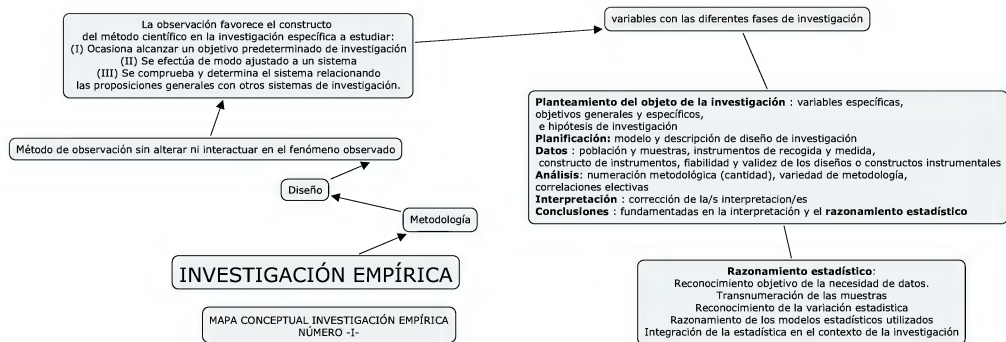 La observación favorece el constructo
del método científico en la investigación específica a estudiar:
(I) Ocasiona alcanzar un objetivo predeterminado de investigación
(II) Se efectúa de modo ajustado a un sistema
(III) Se comprueba y determina el sistema relacionando
las proposiciones generales con otros sistemas de investigación.
variables con las diferentes fases de investigación
Planteamiento del objeto de la investigación : variables específicas,
objetivos generales y específicos,
e hipótesis de investigación
Planificación: modelo y descripción de diseño de investigación
Datos : población y muestras, instrumentos de recogida y medida,
constructo de instrumentos, fiabilidad y validez de los diseños o constructos instrumentales
Análisis: numeración metodológica (cantidad), variedad de metodología,
correlaciones electivas
Interpretación : corrección de la/s interpretacion/es
Conclusiones : fundamentadas en la interpretación y el razonamiento estadístico
Método de observación sin alterar ni interactuar en el fenómeno observado
Diseño
Metodología
INVESTIGACIÓN EMPÍRICA
MAPA CONCEPTUAL INVESTIGACIÓN EMPÍRICA
NÚMERO -I-
Razonamiento estadístico:
Reconocimiento objetivo de la necesidad de datos.
Transnumeración de las muestras
Reconocimiento de la variación estadistica
Razonamiento de los modelos estadísticos utilizados
Integración de la estadística en el contexto de la investigación